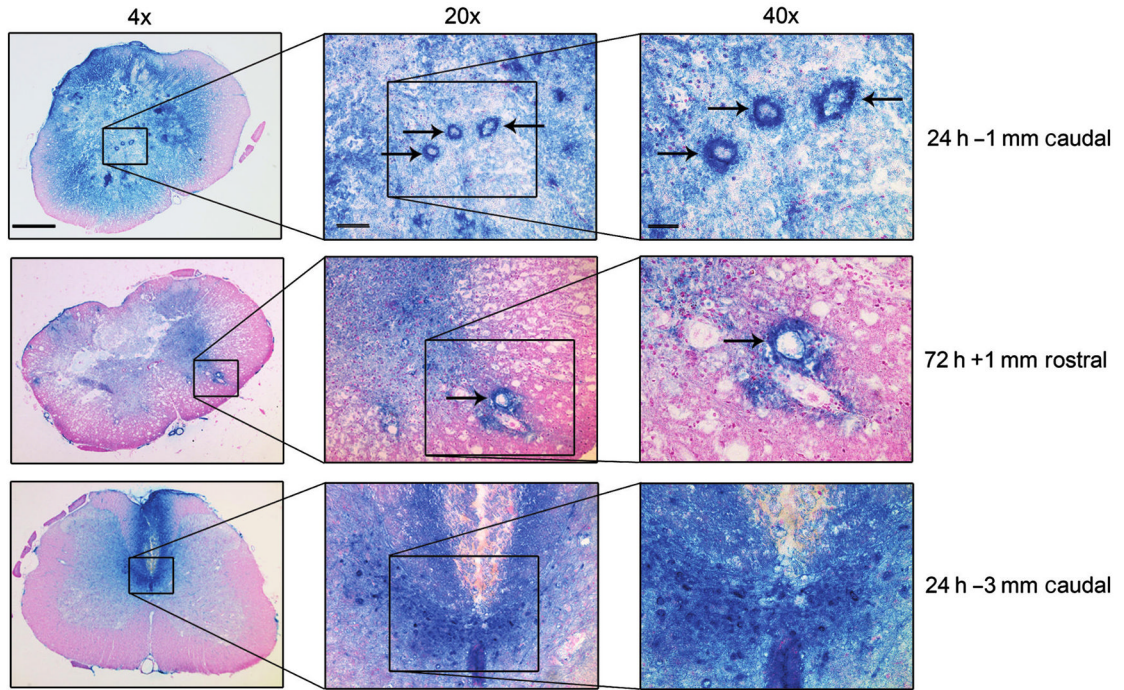 4x
20x
40x
24 h –1 mm caudal
72 h +1 mm rostral
24 h –3 mm caudal